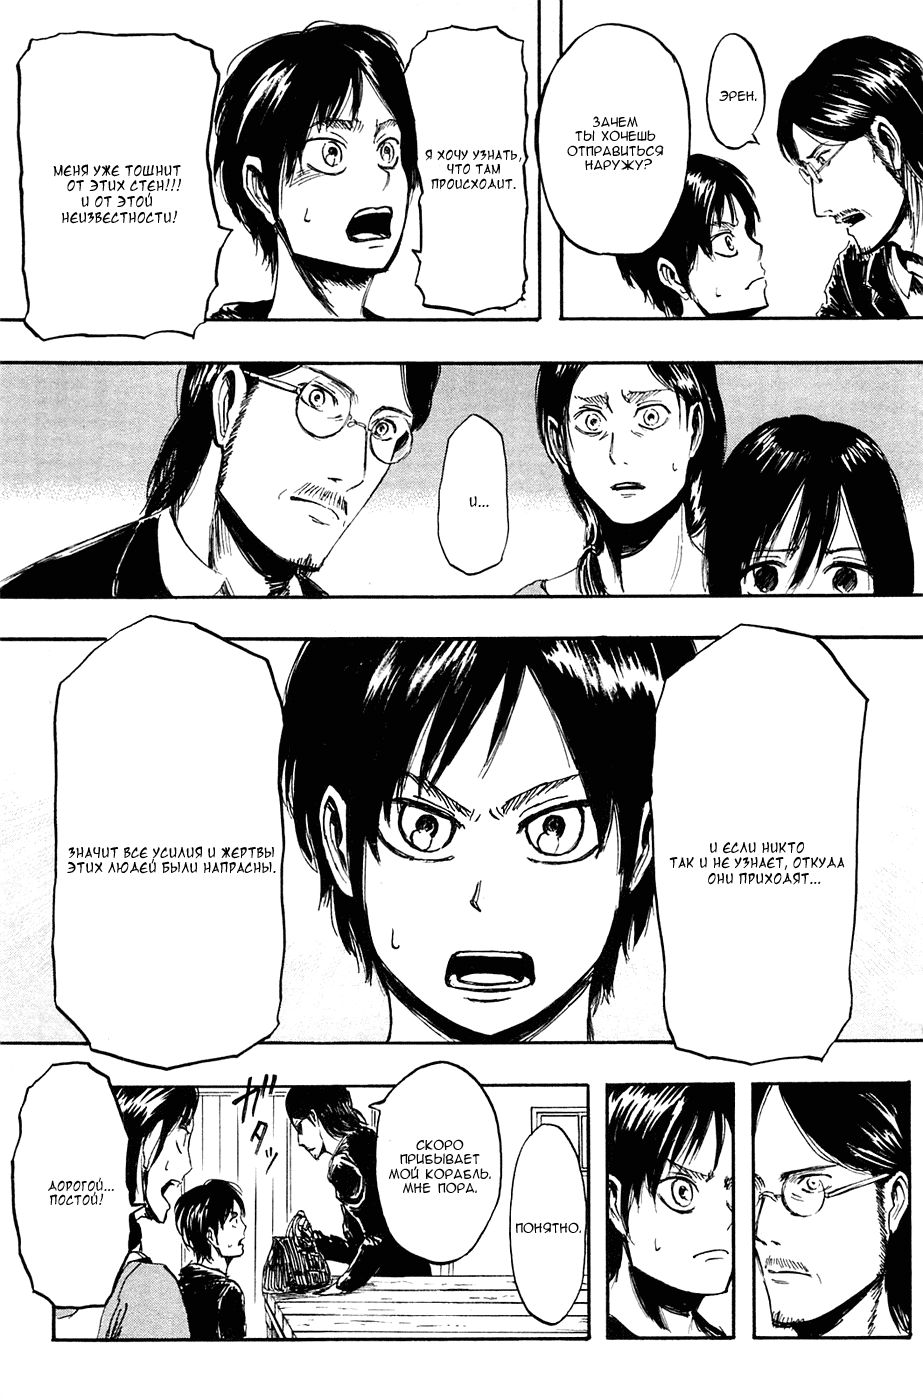 ЭРЕН.
ЗАЧЕМ
ТЫ ХОЧЕШЬ
ОТПРАВИТЬСЯ
НАРУЖУ?
Я ХОЧУ УЗНАТЬ,
ЧТО ТАМ
ПРОИСХОДИТ.
МЕНЯ УЖЕ ТОШНИТ
ОТ ЭТИХ СТЕН!!!
И ОТ ЭТОЙ
НЕИЗВЕСТНОСТИ!
И...
И ЕСЛИ НИКТО
ТАК И НЕ УЗНАЕТ, ОТКУДА
ОНИ ПРИХОДЯТ...
ЗНАЧИТ ВСЕ УСИЛИЯ И ЖЕРТВЫ
ЭТИХ ЛЮДЕЙ БЫЛИ НАПРАСНЫ.
ПОНЯТНО.
СКОРО
ПРИБЫВАЕТ
МОЙ КОРАБЛЬ.
МНЕ ПОРА.
ガタッ
ДОРОГОЙ...
ПОСТОЙ!